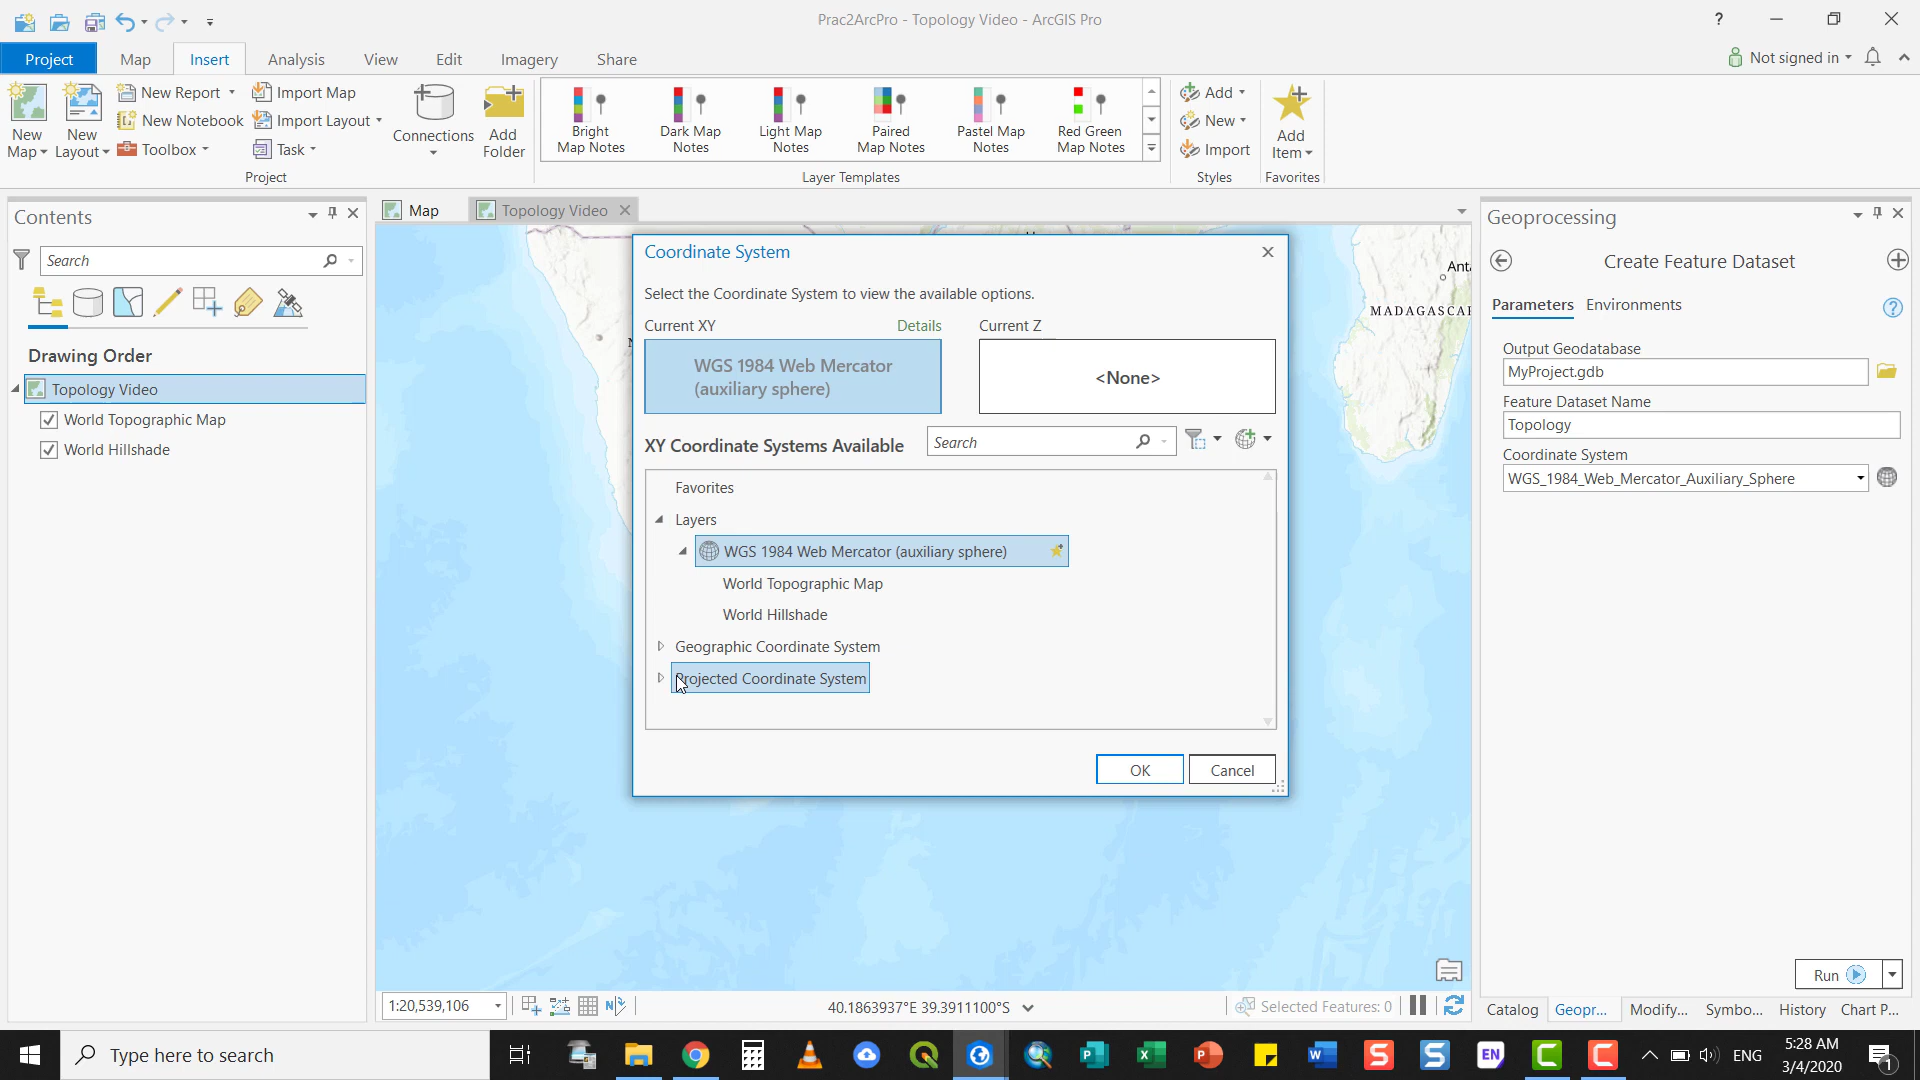 Prac2ArcPro - Topology Video - ArcGIS Pro
?
Project
Map
Insert
Analysis
View
Edit
Imagery
Share
Not signed in
New Map
New Layout
New Report
New Notebook
Toolbox
Import Map
Import Layout
Task
Connections
Add Folder
Project
Bright
Map Notes
Dark Map
Notes
Light Map
Notes
Paired
Map Notes
Pastel Map
Notes
Red Green
Map Notes
Layer Templates
Add
New
Import
Styles
Add
Item
Favorites
Contents
Search
Drawing Order
Topology Video
World Topographic Map
World Hillshade
Map
Topology Video
MADAGASCAR
Anta
Coordinate System
Select the Coordinate System to view the available options.
Current XY
Details
Current Z
WGS 1984 Web Mercator
(auxiliary sphere)
<None>
XY Coordinate Systems Available
Search
Favorites
Layers
WGS 1984 Web Mercator (auxiliary sphere)
World Topographic Map
World Hillshade
Geographic Coordinate System
Projected Coordinate System
OK
Cancel
1:20,539,106
40.1863937°E 39.3911100°S
Selected Features: 0
Geoprocessing
Create Feature Dataset
Parameters
Environments
?
Output Geodatabase
MyProject.gdb
Feature Dataset Name
Topology
Coordinate System
WGS_1984_Web_Mercator_Auxiliary_Sphere
Run
Catalog
Geopr...
Modify...
Symbo...
History
Chart P...
Type here to search
EN
ENG
5:28 AM
3/4/2020
1